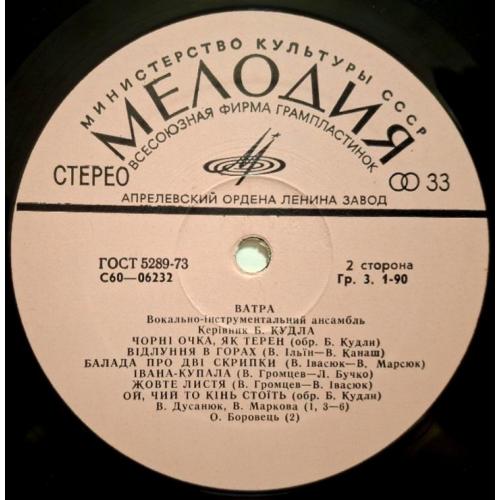 МИНИСТЕРСТВО КУЛЬТУРЫ СССР
МЕЛОДИЯ
ВСЕСОЮЗНАЯ ФИРМА ГРАМПЛАСТИНОК
СТЕРЕО
33
АПРЕЛЕВСКИЙ ОРДЕНА ЛЕНИНА ЗАВОД
ГОСТ 5289-73
С60—06232
2 сторона
Гр. 3. 1-90
ВАТРА
Вокально-інструментальний ансамбль
Керівник Б. КУДЛА
ЧОРНІ ОЧКА, ЯК ТЕРЕН (обр. Б. Кудли)
ВІДЛУННЯ В ГОРАХ (В. Ільїн—В. Канаш)
БАЛАДА ПРО ДВІ СКРИПКИ (В. Івасюк—В. Марсюк)
ІВАНА-КУПАЛА (В. Громцев—Л. Бучко)
ЖОВТЕ ЛИСТЯ (В. Громцев—В. Івасюк)
ОЙ, ЧИЙ ТО КІНЬ СТОЇТЬ (обр. Б. Кудли)
В. Дусанюк, В. Маркова (1, 3—6)
О. Боровець (2)